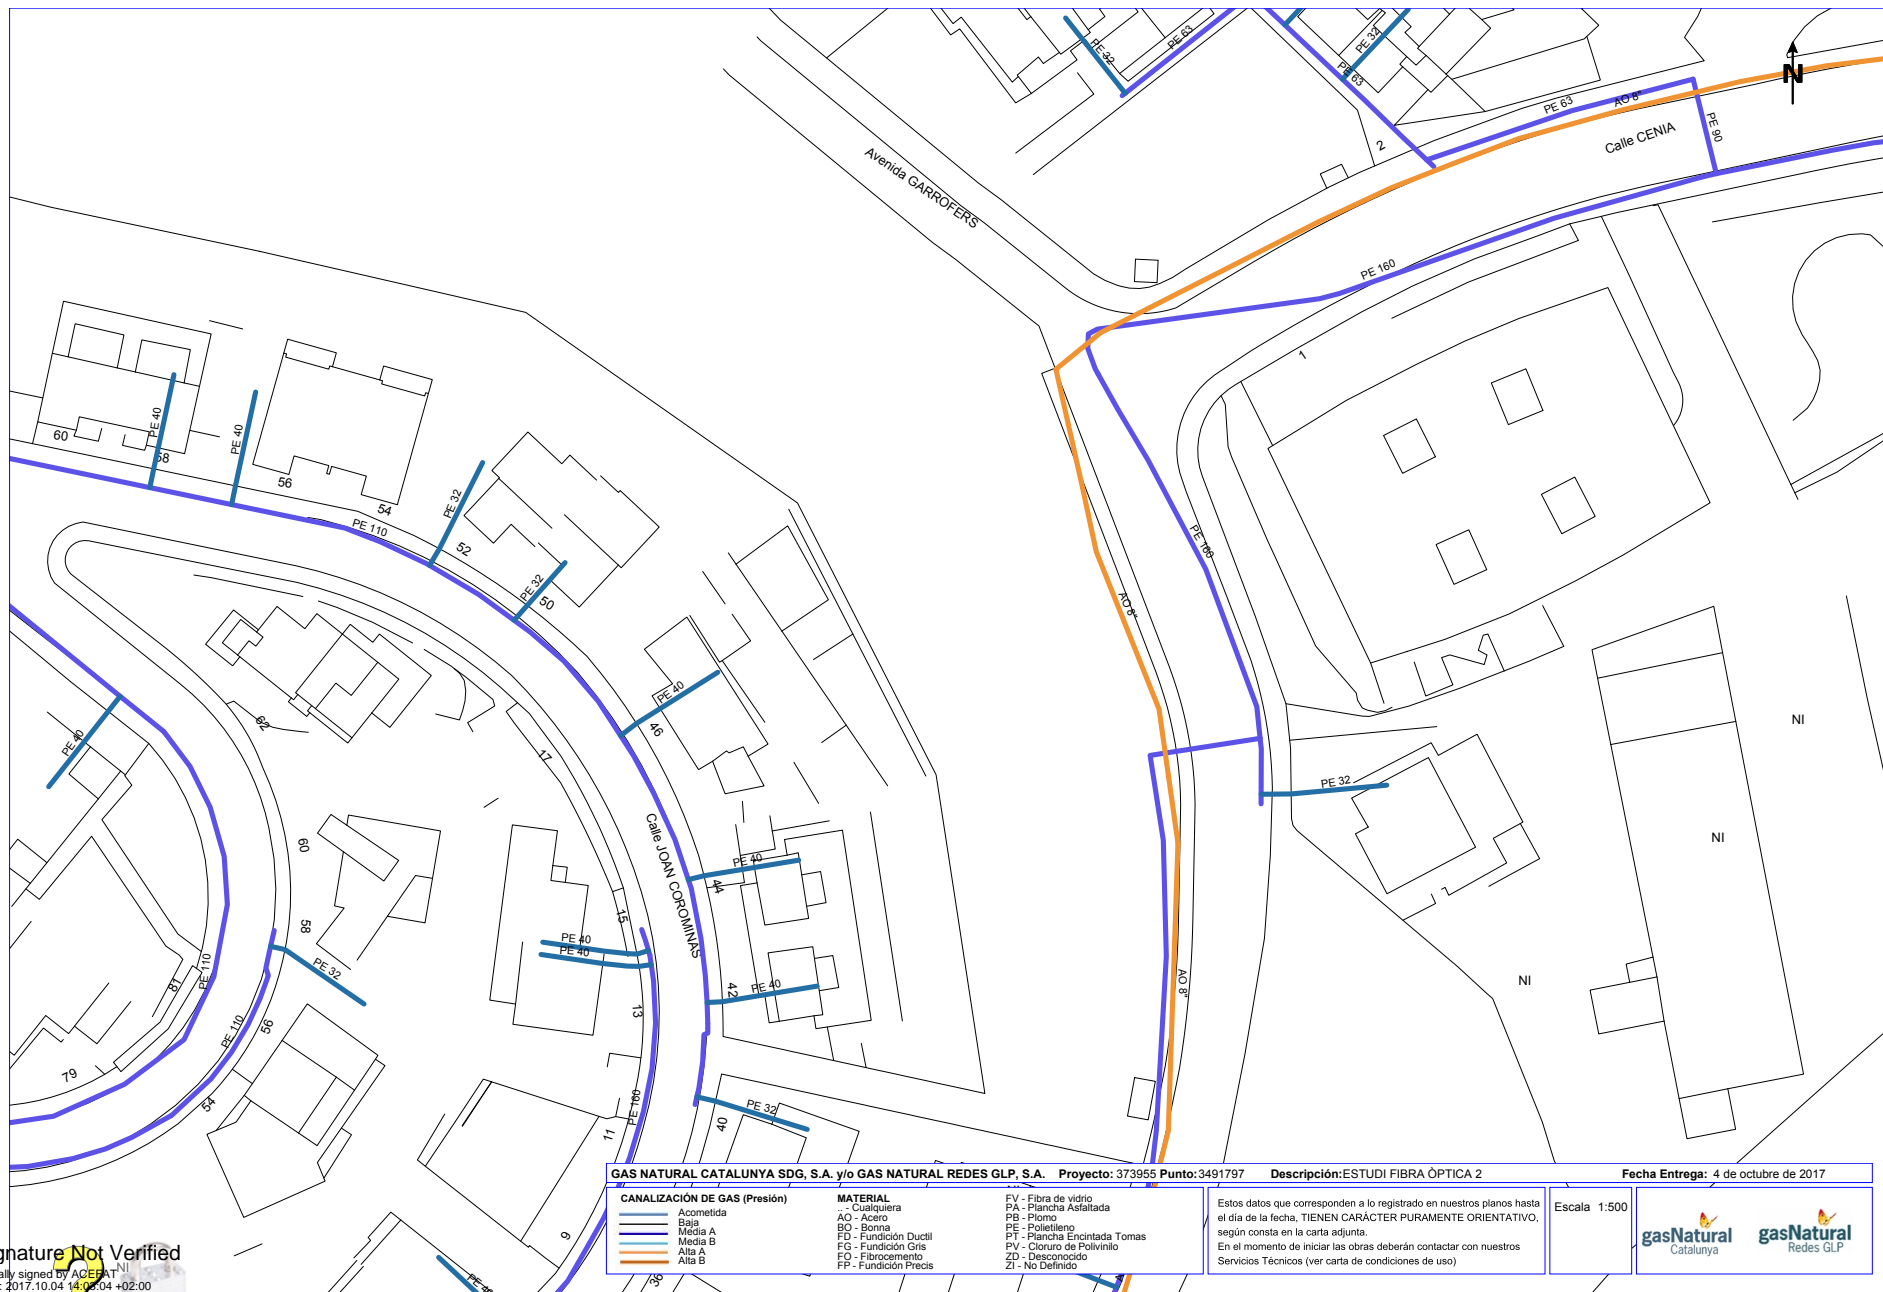 PE 32
PE 63
PE 32
PE 63
PE 63
AO 8"
PE 90
N
Calle CENIA
2
Avenida GARROFERS
PE 160
1
PE 40
PE 40
60
58
56
54
PE 110
PE 32
52
PE 32
50
PE 160
AO 8"
PE 40
46
62
17
PE 40
NI
PE 32
NI
60
Calle JOAN COROMINAS
PE 40
44
15
58
PE 40
PE 40
PE 32
PE 110
81
42
PE 40
AO 8"
NI
13
PE 110
56
79
54
PE 160
11
PE 32
40
9
36
NI
GAS NATURAL CATALUNYA SDG, S.A. y/o GAS NATURAL REDES GLP, S.A. Proyecto: 373955 Punto:3491797 Descripción:ESTUDI FIBRA ÒPTICA 2 Fecha Entrega: 4 de octubre de 2017
CANALIZACIÓN DE GAS (Presión)
Acometida
Baja
Media A
Media B
Alta A
Alta B
MATERIAL
.. - Cualquiera
AO - Acero
BO - Bonna
FD - Fundición Ductil
FG - Fundición Gris
FO - Fibrocemento
FP - Fundición Precis
FV - Fibra de vidrio
PA - Plancha Asfaltada
PB - Plomo
PE - Polietileno
PT - Plancha Encintada Tomas
PV - Cloruro de Polivinilo
ZD - Desconocido
ZI - No Definido
Estos datos que corresponden a lo registrado en nuestros planos hasta
el día de la fecha, TIENEN CARÁCTER PURAMENTE ORIENTATIVO,
según consta en la carta adjunta.
En el momento de iniciar las obras deberán contactar con nuestros
Servicios Técnicos (ver carta de condiciones de uso)
Escala 1:500
gasNatural
Catalunya
gasNatural
Redes GLP
gnature Not Verified
ally signed by ACEFAT
: 2017.10.04 14:03:04 +02:00